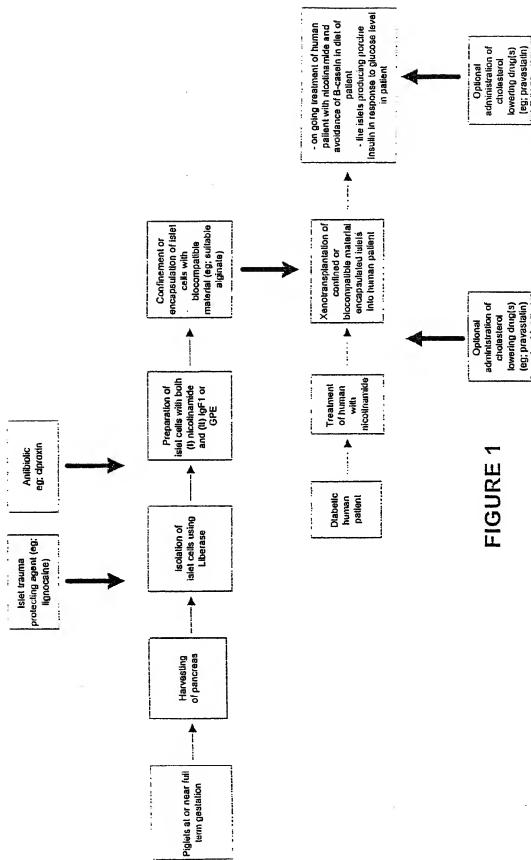 Islet trauma
protecting agent (eg;
lignocaine)
Antibiotic
eg; ciproxin
Piglets at or near full
term gestation
Harvesting
of pancreas
Isolation of
islet cells using
Liberase
Preparation of
islet cells with both
(I) nicolinamide
and (II) IgF1 or
GPE
Confinement or
encapsulation of islet
cells with
biocompatible
material (eg; suitable
alginate)
Diabetic
human
patient
Treatment
of human
with
nicotinamide
Xenotransplantation of
confined or
biocompatible material
encapsulated islets
into human patient
- on going treatment of human
patient with nicotinamide and
avoidance of B-casein in diet of
patient
- the islets producing porcine
insulin in response to glucose level
in patient
Optional
administration of
cholesterol
lowering drug(s)
(eg; pravastatin)
Optional
administration of
cholesterol
lowering drug(s)
(eg; pravastatin)
FIGURE 1